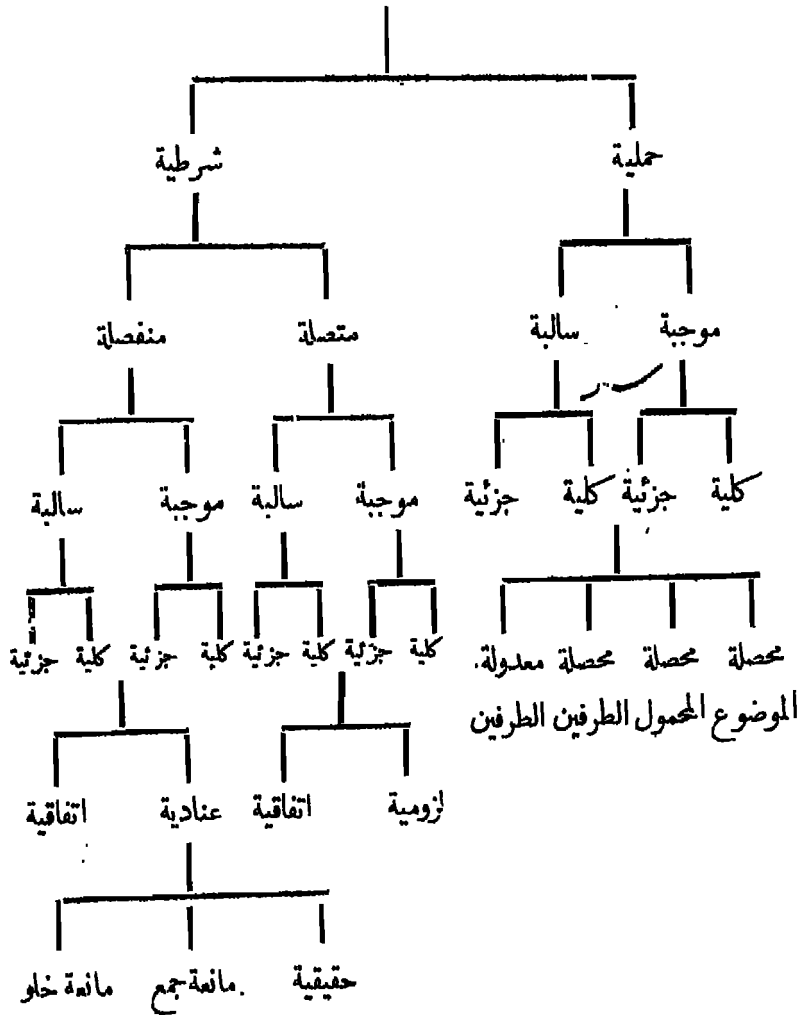 حملية شرطية
موجبة سالبة متصلة منفصلة
كلية جزئية كلية جزئية موجبة سالبة موجبة سالبة
كلية جزئية كلية جزئية كلية جزئية كلية جزئية
محصلة محصلة محصلة معدولة.
الموضوع المحمول الطرفين الطرفين
لزومية اتفاقية عنادية اتفاقية
حقيقية مانعة جمع مانعة خلو